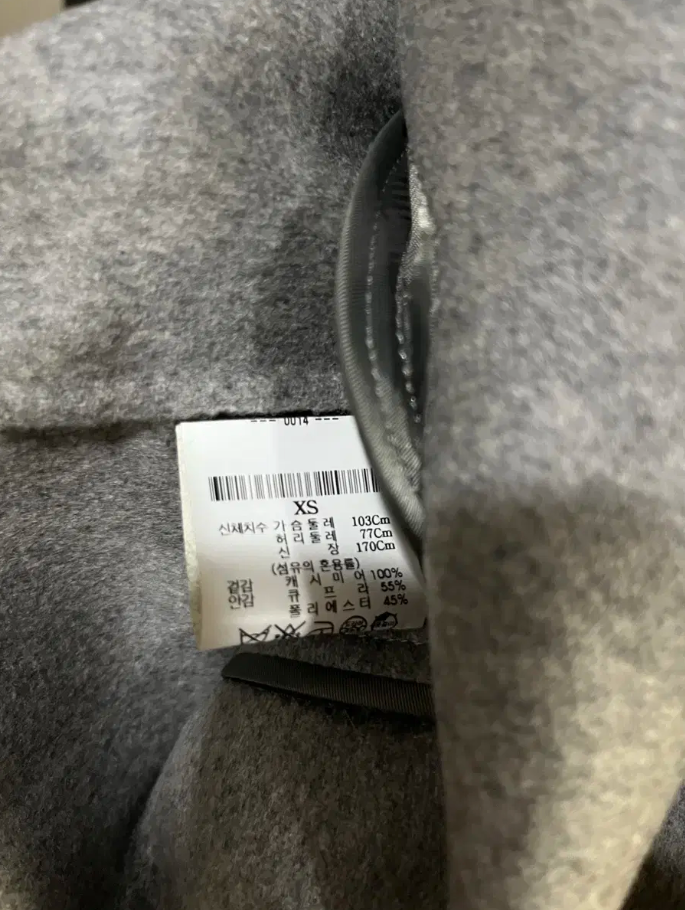 --- 0014 ---
XS
신체치수 가슴둘레 103Cm
허리둘레 77Cm
신장 170Cm
(섬유의 혼용률)
겉감 캐시미어 100%
안감 큐프라 55%
폴리에스터 45%